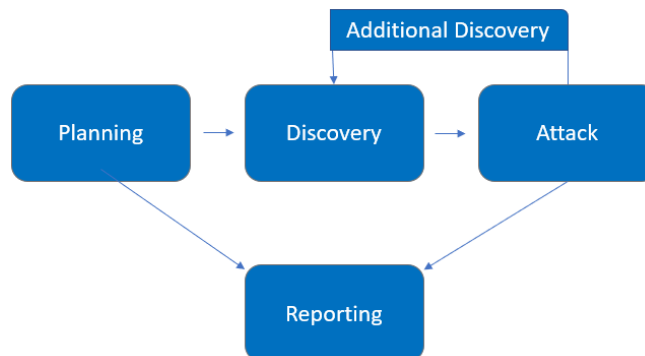 Additional Discovery
Planning
Discovery
Attack
Reporting